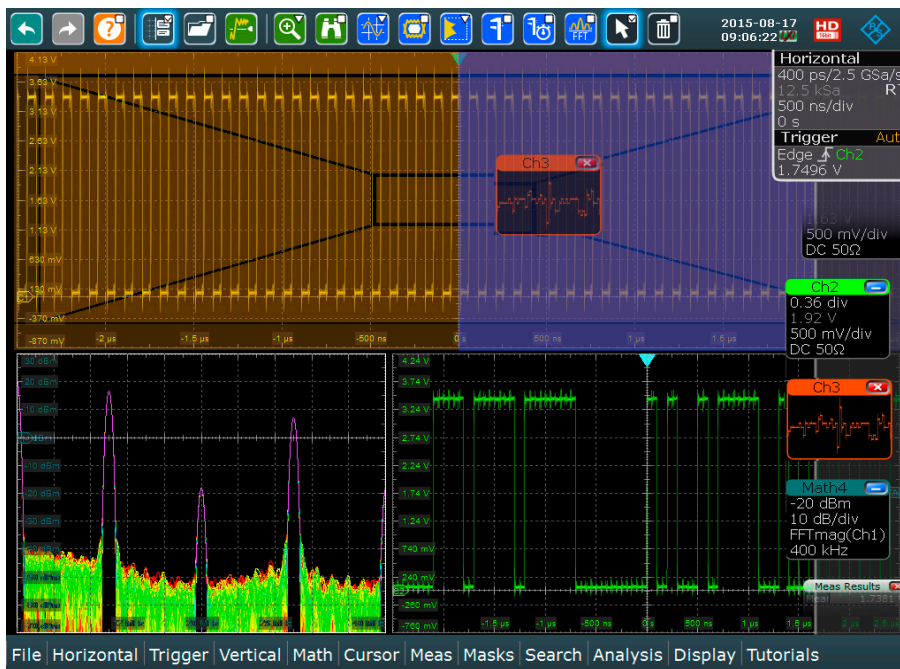 2015-08-17
09:06:22
HD
16bit
FFT
Horizontal
400 ps/2.5 GSa/s
12.5 kSa
500 ns/div
0 s
Trigger Auto
Edge Ch2
1.7496 V
4.13 V
3.63 V
3.13 V
2.63 V
2.13 V
1.63 V
1.13 V
630 mV
130 mV
-370 mV
-870 mV
-2 µs
-1.5 µs
-1 µs
-500 ns
0 s
500 ns
1 µs
1.5 µs
Ch3
500 mV/div
DC 50Ω
Ch2
0.36 div
1.92 V
500 mV/div
DC 50Ω
Ch3
Math4
-20 dBm
10 dB/div
FFTmag(Ch1)
400 kHz
Meas Results
4.24 V
3.74 V
3.24 V
2.74 V
2.24 V
1.74 V
1.24 V
740 mV
240 mV
-260 mV
-760 mV
-1.5 µs
-1 µs
-500 ns
0 s
500 ns
1 µs
1.5 µs
2 µs
File Horizontal Trigger Vertical Math Cursor Meas Masks Search Analysis Display Tutorials